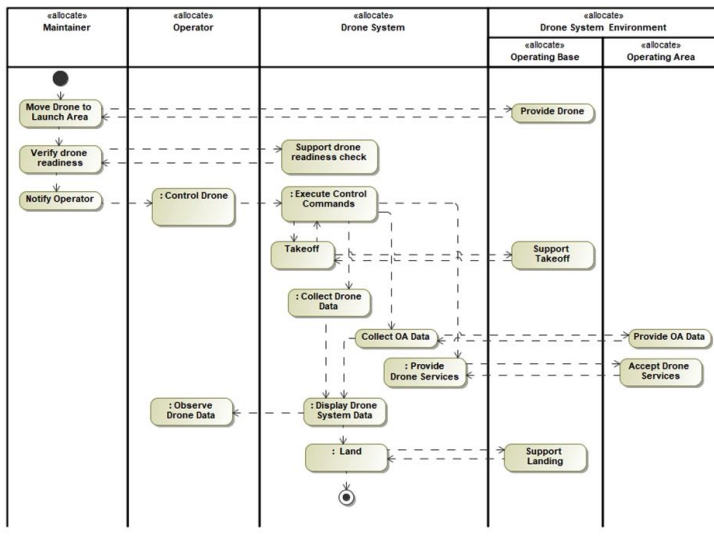 «allocate»
Maintainer
«allocate»
Operator
«allocate»
Drone System
«allocate»
Drone System Environment
«allocate»
Operating Base
«allocate»
Operating Area
Move Drone to
Launch Area
Provide Drone
Verify drone
readiness
Support drone
readiness check
Notify Operator
: Control Drone
: Execute Control
Commands
Takeoff
Support
Takeoff
: Collect Drone
Data
Collect OA Data
Provide OA Data
: Provide
Drone Services
Accept Drone
Services
: Observe
Drone Data
: Display Drone
System Data
: Land
Support
Landing